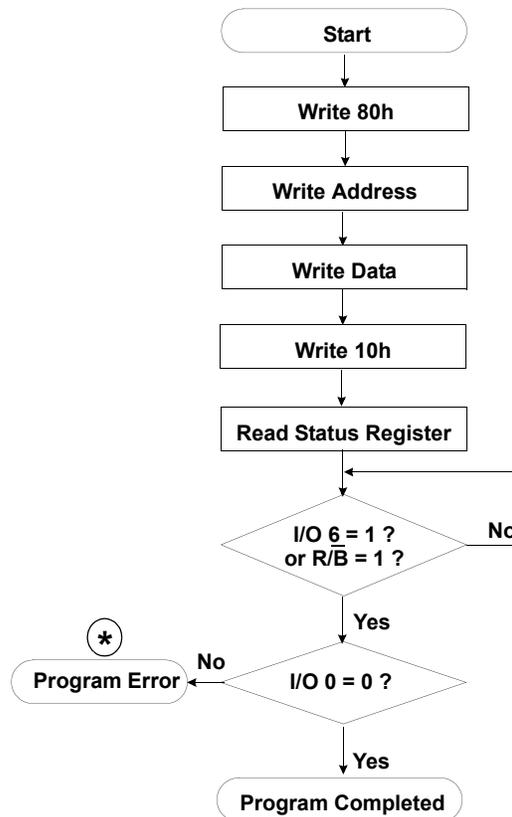 Start
Write 80h
Write Address
Write Data
Write 10h
Read Status Register
I/O 6 = 1 ?
or R/B̅ = 1 ?
No
Yes
*
Program Error
No
I/O 0 = 0 ?
Yes
Program Completed